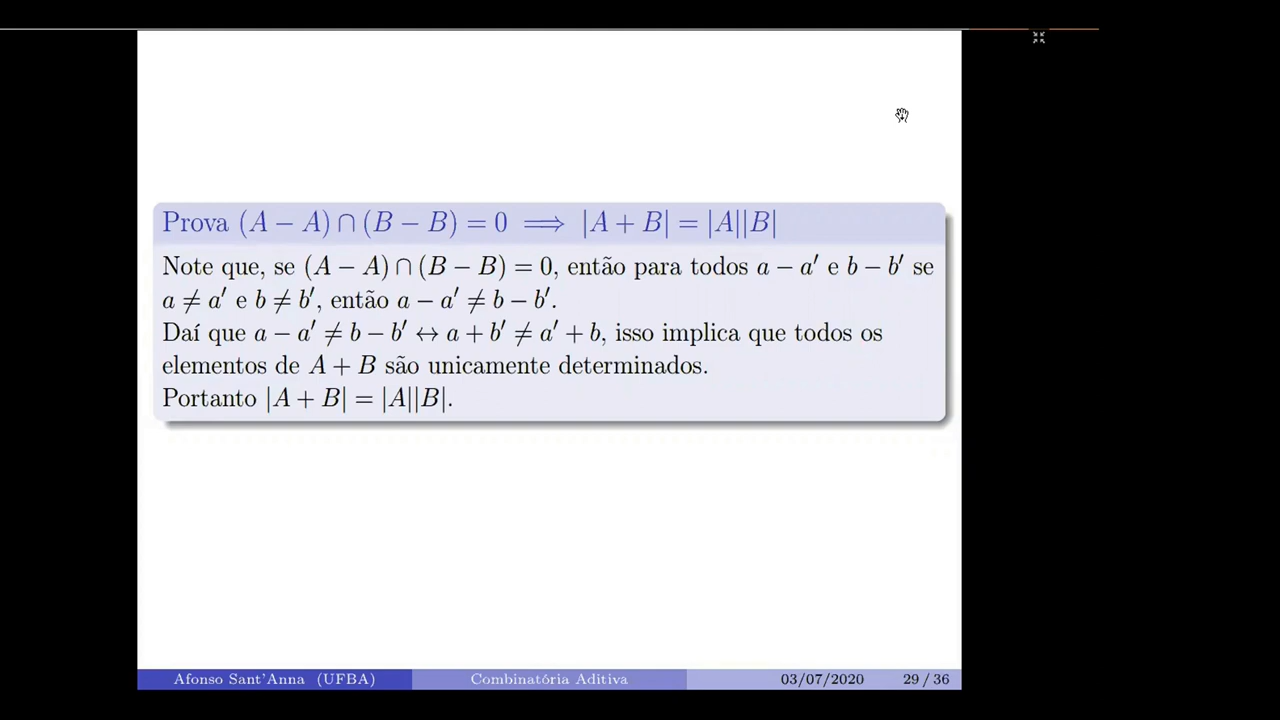 Prova (A − A) ∩ (B − B) = 0 ⟹ |A + B| = |A||B|
Note que, se (A − A) ∩ (B − B) = 0, então para todos a − a′ e b − b′ se
a ≠ a′ e b ≠ b′, então a − a′ ≠ b − b′.
Daí que a − a′ ≠ b − b′ ↔ a + b′ ≠ a′ + b, isso implica que todos os
elementos de A + B são unicamente determinados.
Portanto |A + B| = |A||B|.
Afonso Sant'Anna (UFBA) Combinatória Aditiva 03/07/2020 29 / 36